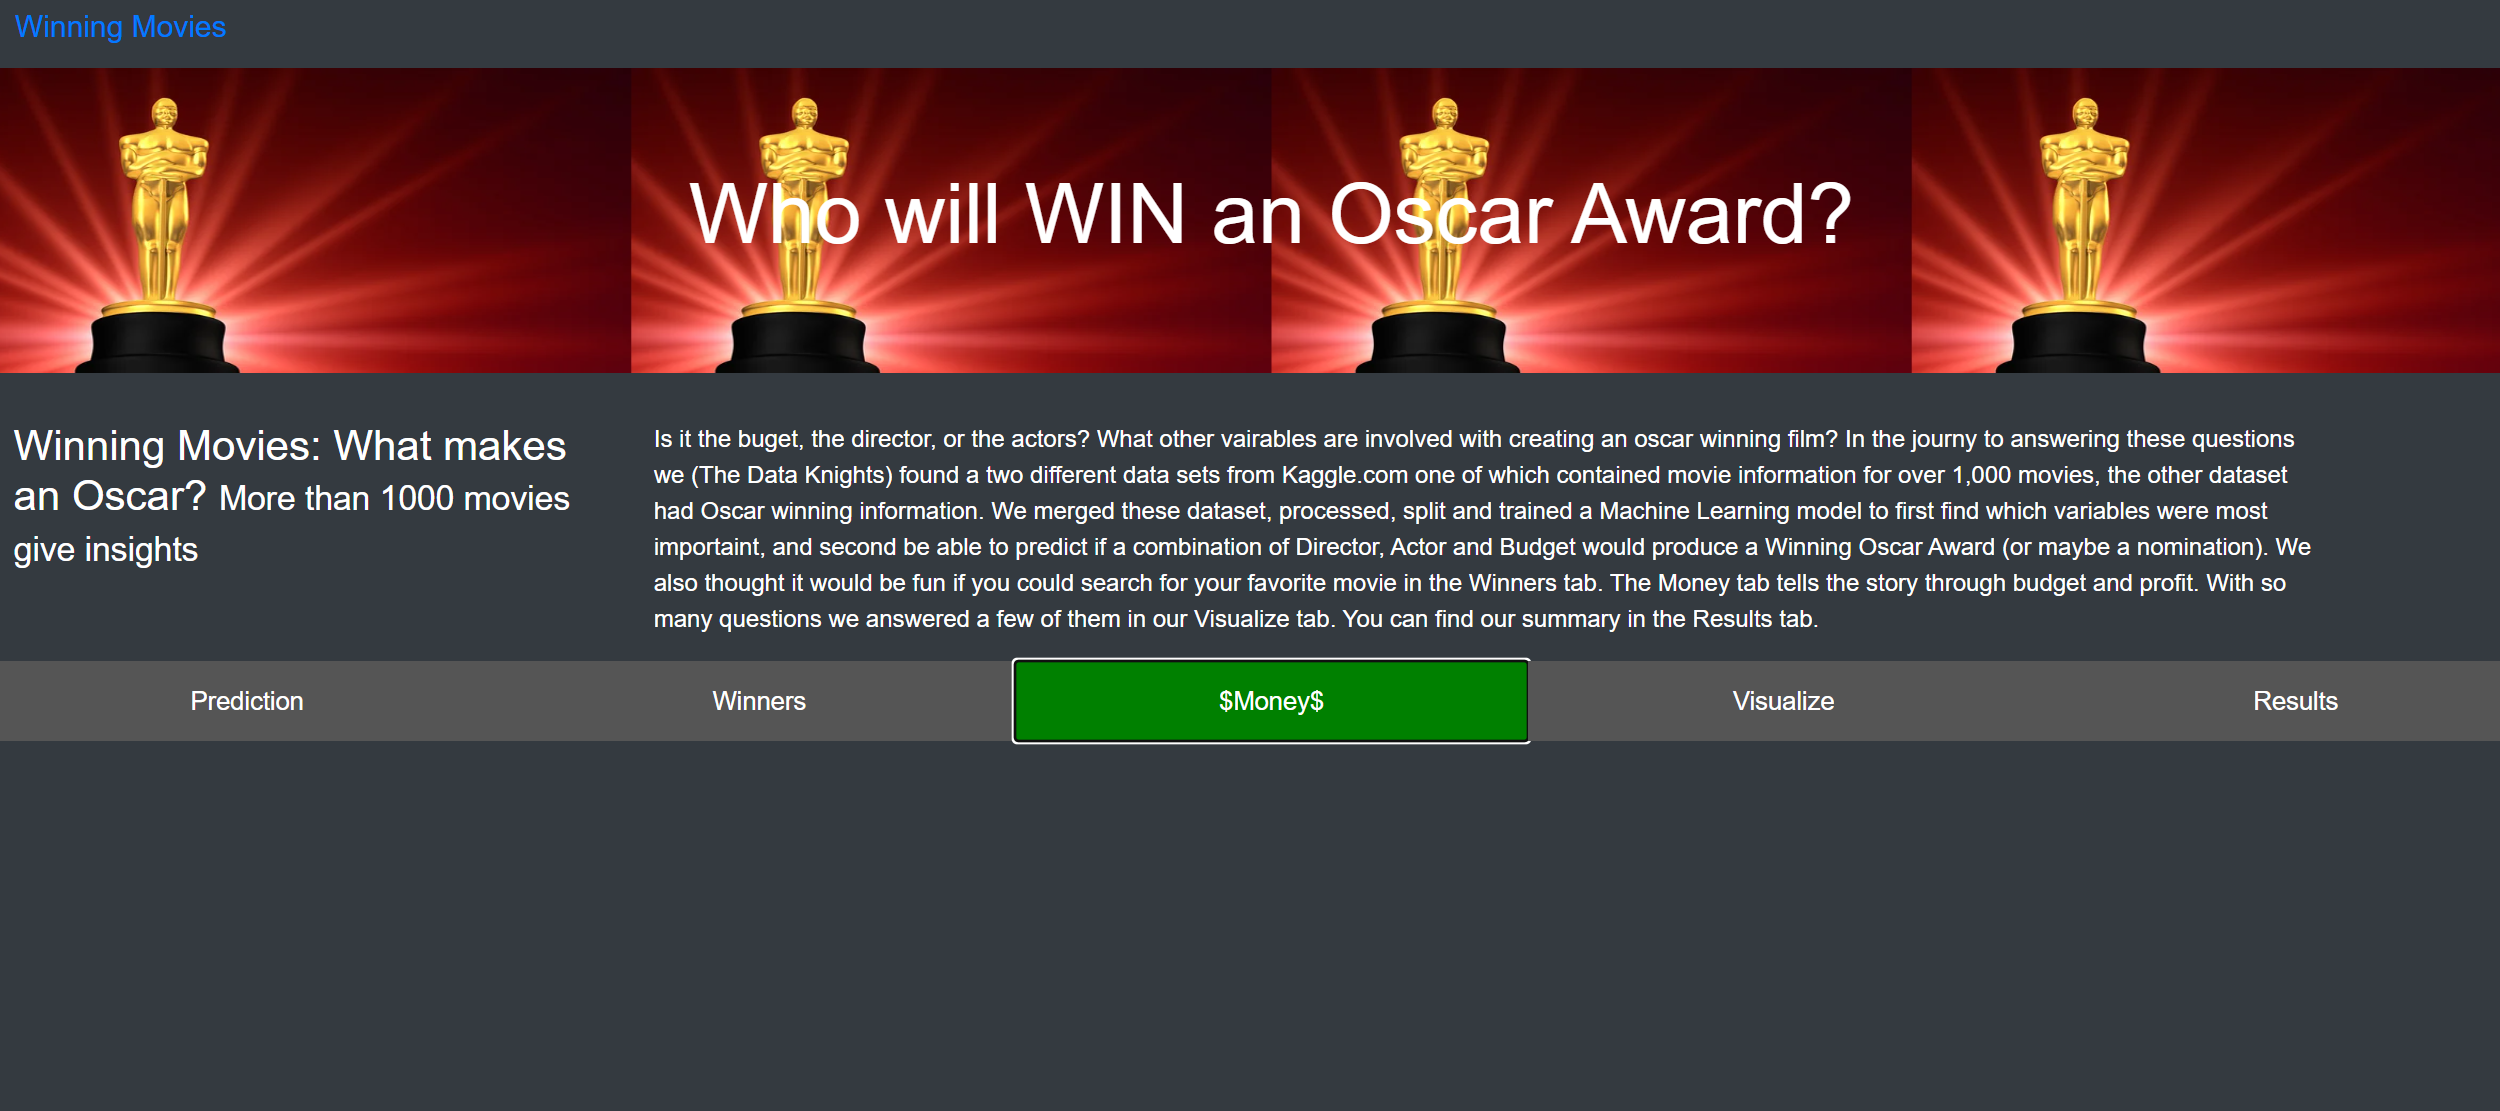 Winning Movies
Who will WIN an Oscar Award?
Winning Movies: What makes
an Oscar? More than 1000 movies
give insights
Is it the buget, the director, or the actors? What other vairables are involved with creating an oscar winning film? In the journy to answering these questions
we (The Data Knights) found a two different data sets from Kaggle.com one of which contained movie information for over 1,000 movies, the other dataset
had Oscar winning information. We merged these dataset, processed, split and trained a Machine Learning model to first find which variables were most
importaint, and second be able to predict if a combination of Director, Actor and Budget would produce a Winning Oscar Award (or maybe a nomination). We
also thought it would be fun if you could search for your favorite movie in the Winners tab. The Money tab tells the story through budget and profit. With so
many questions we answered a few of them in our Visualize tab. You can find our summary in the Results tab.
Prediction
Winners
$Money$
Visualize
Results